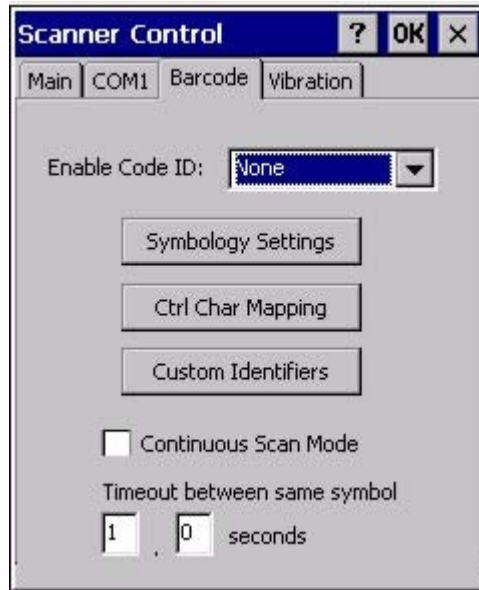 Scanner Control ? OK ×
Main COM1 Barcode Vibration
Enable Code ID: None
Symbology Settings
Ctrl Char Mapping
Custom Identifiers
Continuous Scan Mode
Timeout between same symbol
1 . 0 seconds